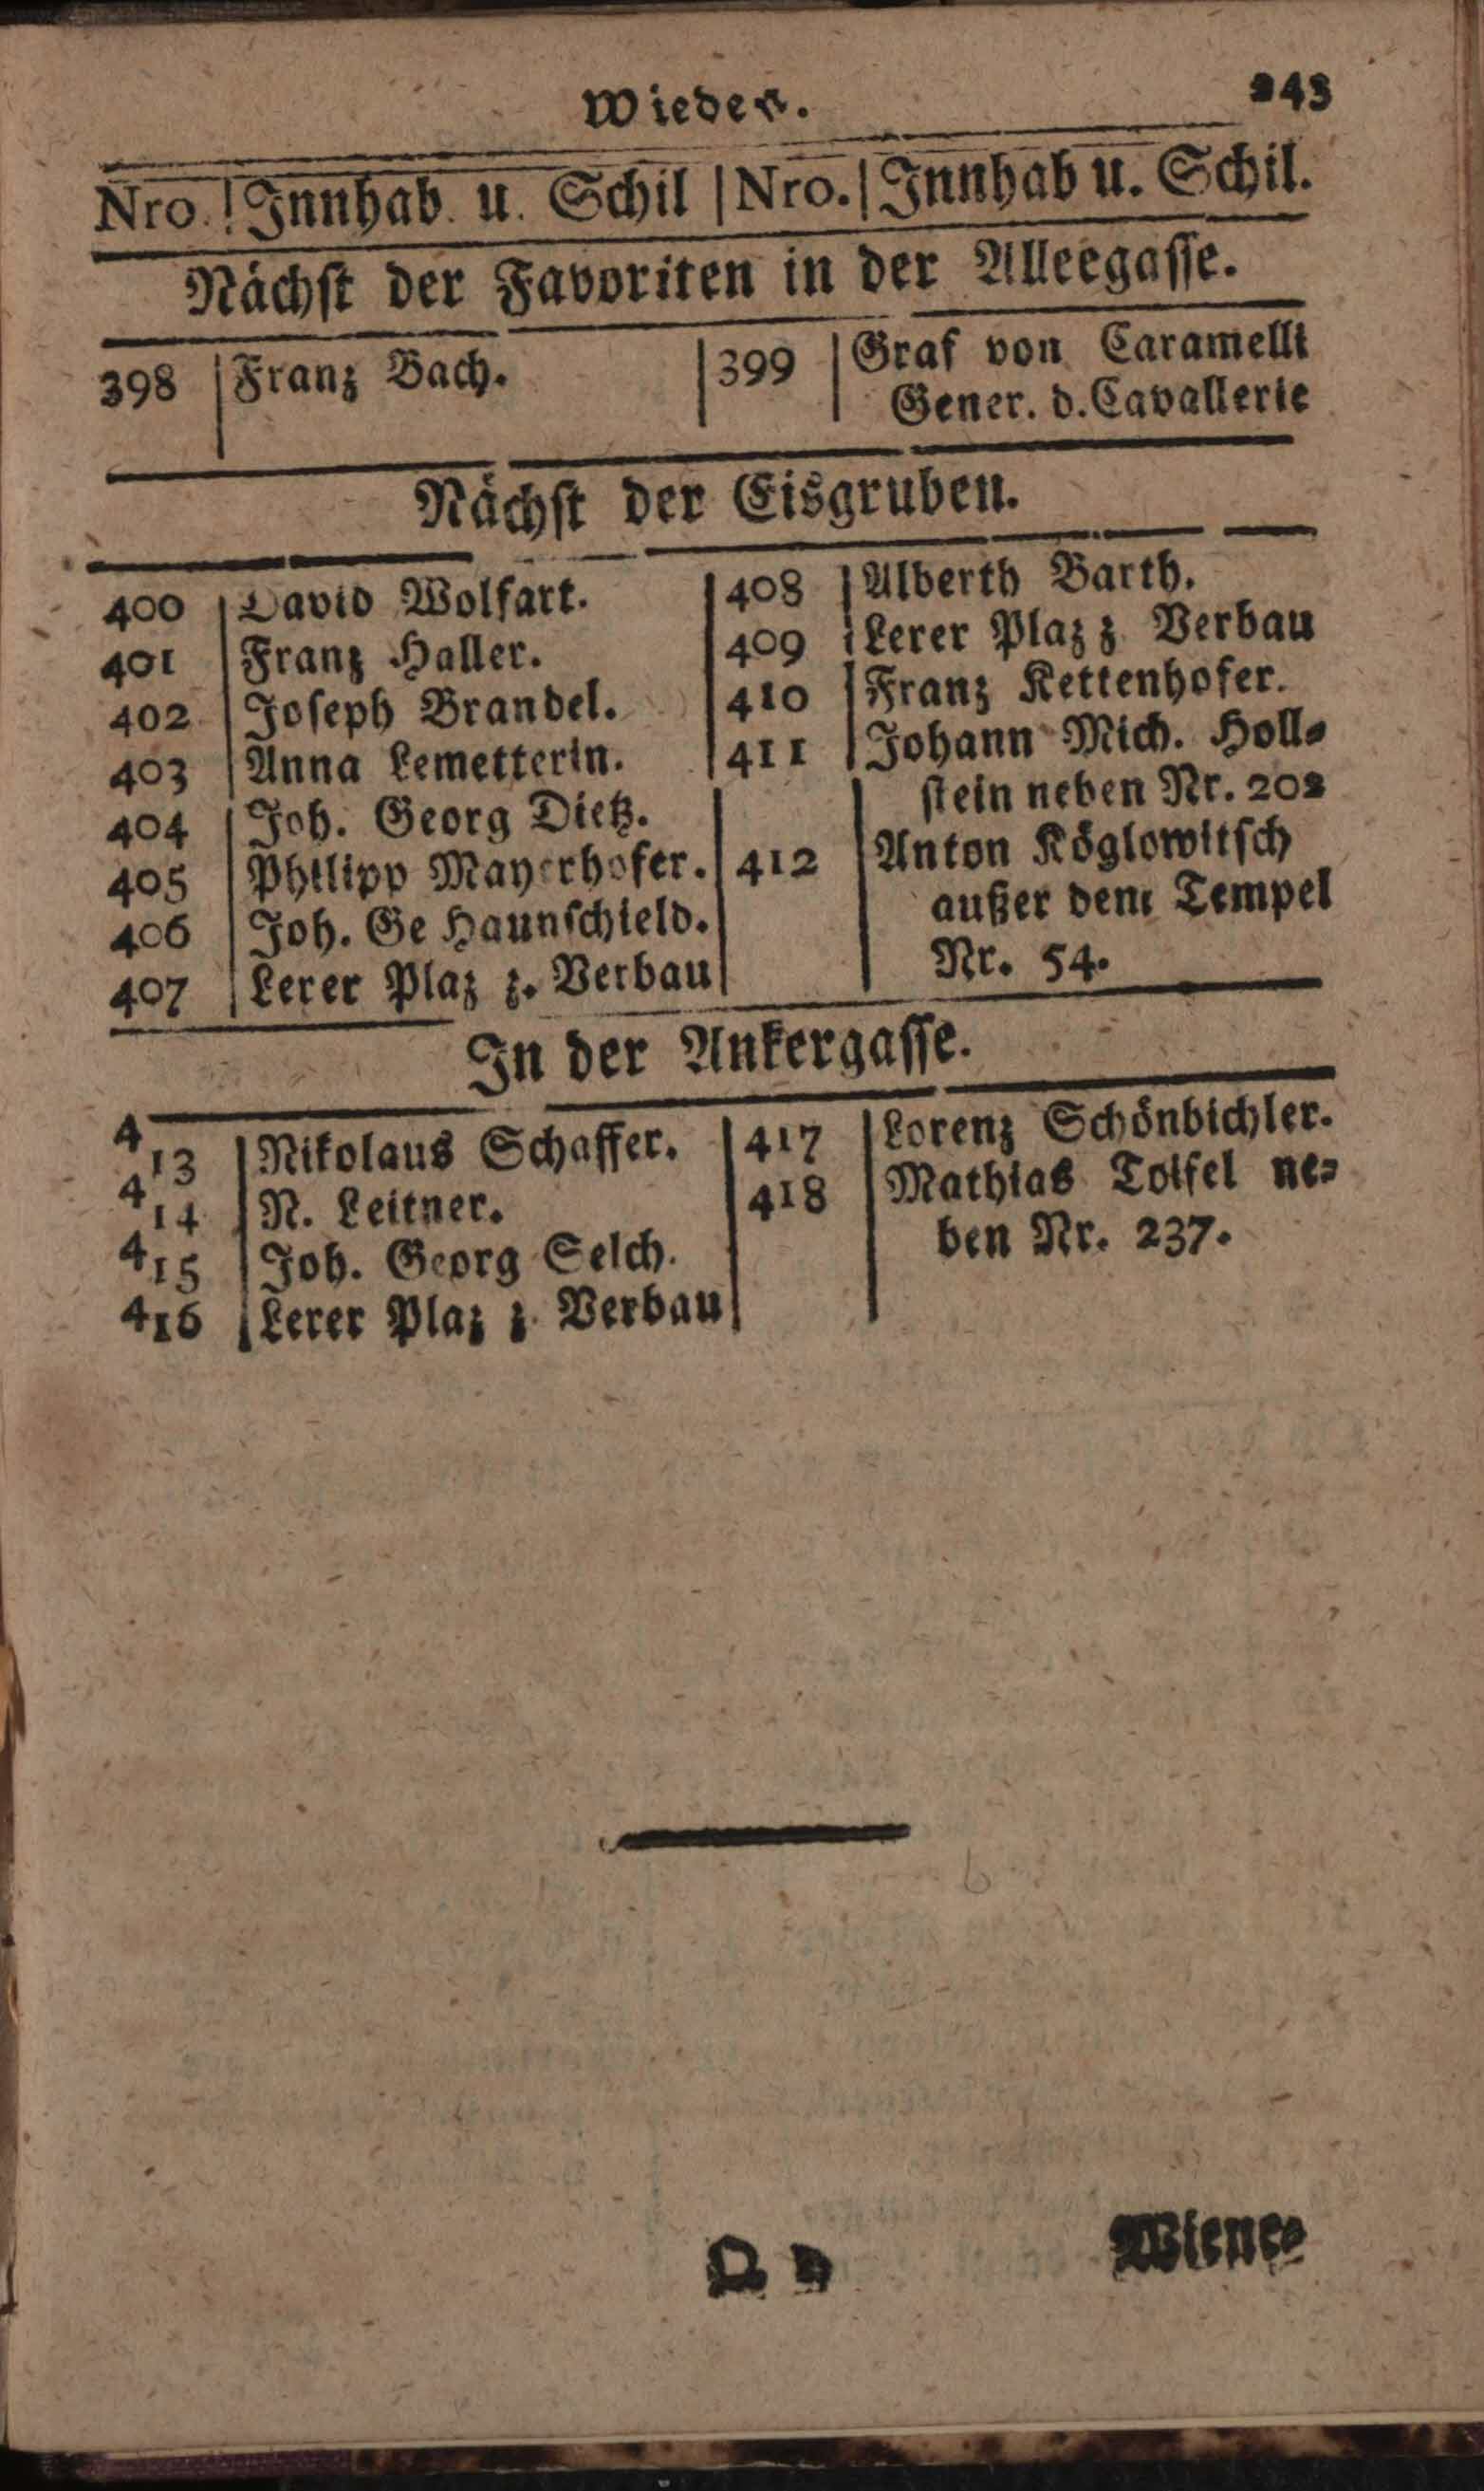 Wieden.
243
Nro. Innhab. u. Schil Nro. Innhab u. Schil.
Nächst der Favoriten in der Alleegasse.
398 Franz Bach.
399 Graf von Caramelli
Gener. d. Cavallerie
Nächst der Eisgruben.
400 David Wolfart.
401 Franz Haller.
402 Joseph Brandel.
403 Anna Lemetterin.
404 Joh. Georg Dietz.
405 Philipp Mayerhofer.
406 Joh. Ge Haunschield.
407 Lerer Plaz z. Verbau
408 Alberth Barth.
409 Lerer Plaz z Verbau
410 Franz Kettenhofer.
411 Johann Mich. Holl-
stein neben Nr. 202
412 Anton Köglowitsch
außer dem Tempel
Nr. 54.
In der Ankergasse.
413 Nikolaus Schaffer.
414 N. Leitner.
415 Joh. Georg Selch.
416 Lerer Plaz z. Verbau
417 Lorenz Schönbichler.
418 Mathias Toifel ne-
ben Nr. 237.
Wiene-